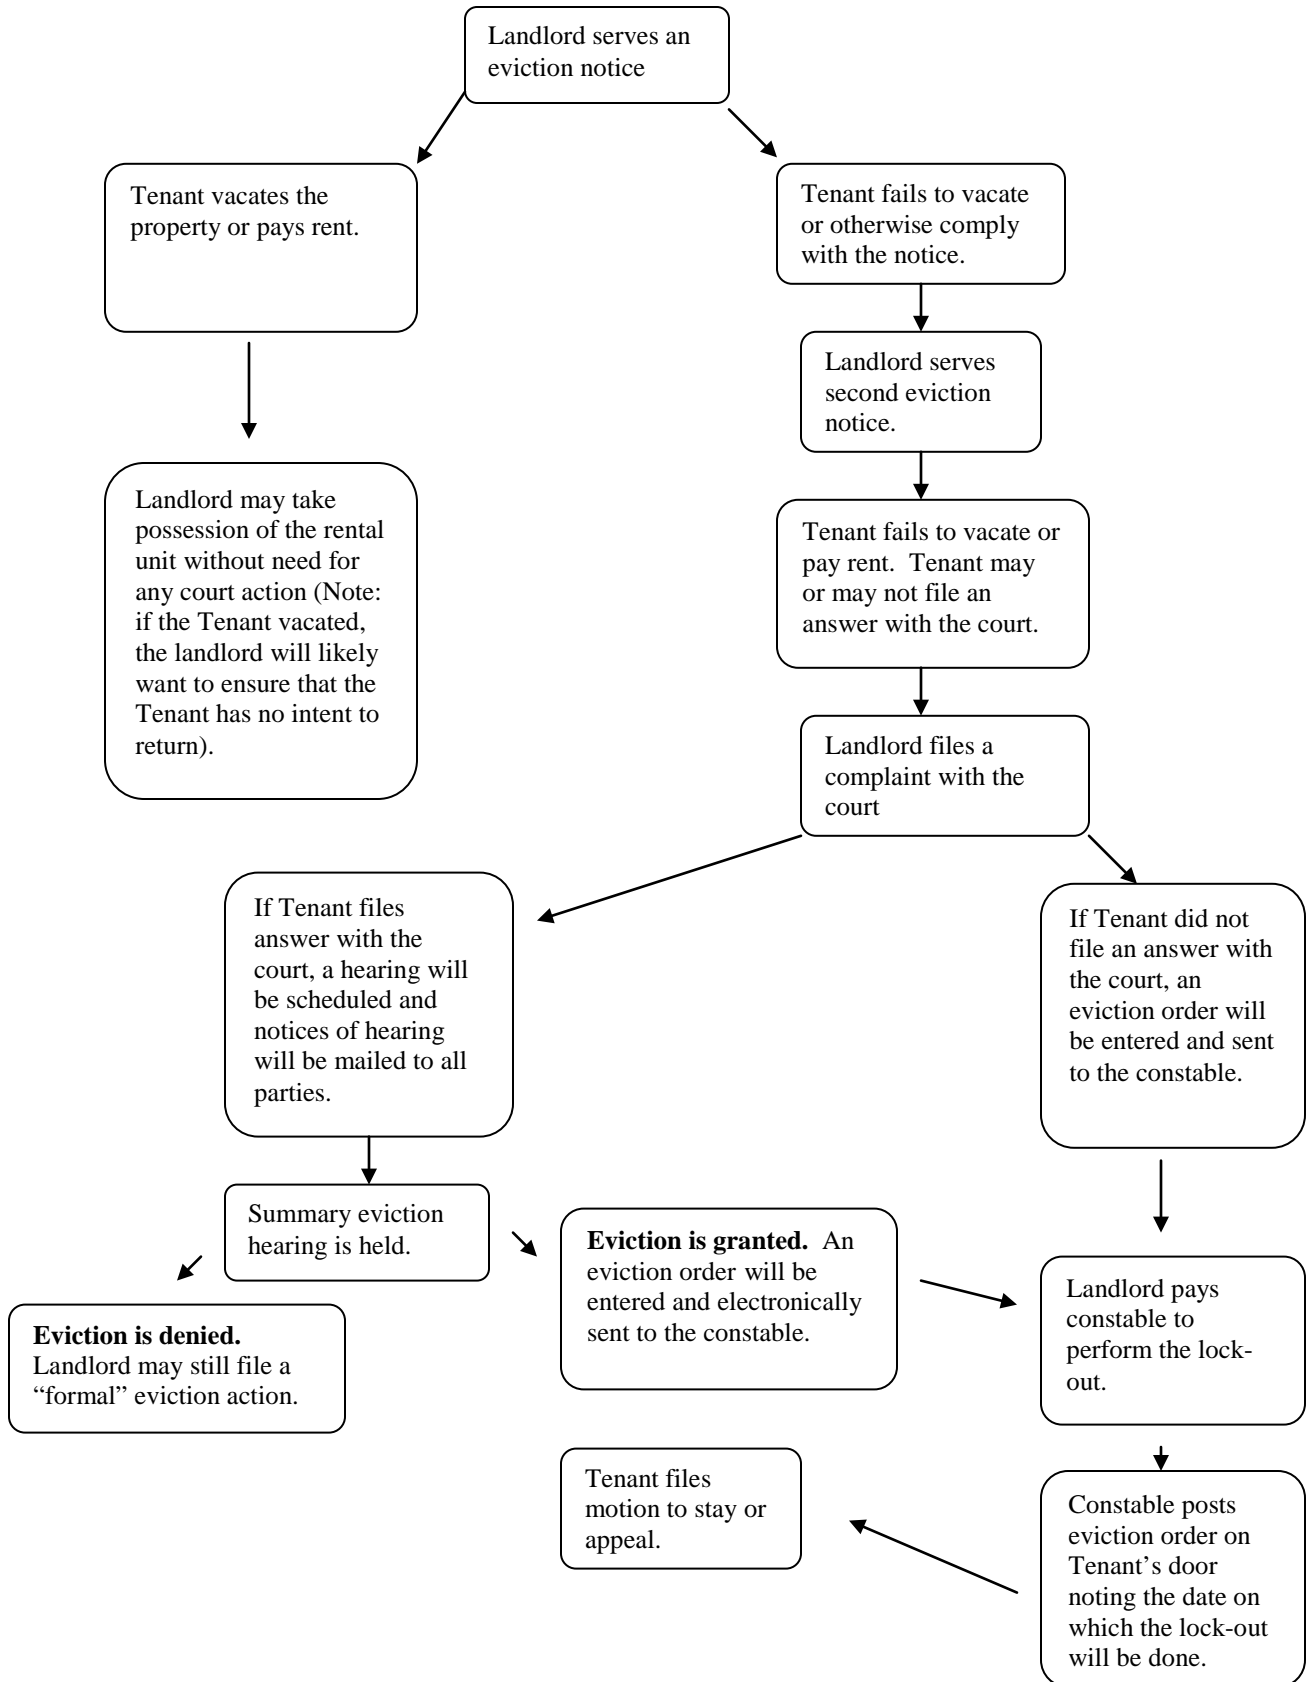 Landlord serves an
eviction notice
Tenant vacates the
property or pays rent.
Tenant fails to vacate
or otherwise comply
with the notice.
Landlord serves
second eviction
notice.
Landlord may take
possession of the rental
unit without need for
any court action (Note:
if the Tenant vacated,
the landlord will likely
want to ensure that the
Tenant has no intent to
return).
Tenant fails to vacate or
pay rent.  Tenant may
or may not file an
answer with the court.
Landlord files a
complaint with the
court
If Tenant files
answer with the
court, a hearing will
be scheduled and
notices of hearing
will be mailed to all
parties.
If Tenant did not
file an answer with
the court, an
eviction order will
be entered and sent
to the constable.
Summary eviction
hearing is held.
Eviction is granted.  An
eviction order will be
entered and electronically
sent to the constable.
Landlord pays
constable to
perform the lock-
out.
Eviction is denied.
Landlord may still file a
“formal” eviction action.
Tenant files
motion to stay or
appeal.
Constable posts
eviction order on
Tenant’s door
noting the date on
which the lock-out
will be done.